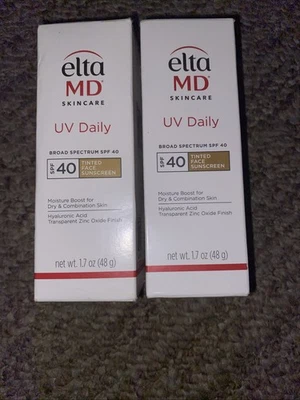 elta
MD®
SKINCARE
UV Daily
BROAD SPECTRUM SPF 40
SPF
40
TINTED
FACE
SUNSCREEN
Moisture Boost for
Dry & Combination Skin
Hyaluronic Acid
Transparent Zinc Oxide Finish
net wt. 1.7 oz (48 g)
elta
MD®
SKINCARE
UV Daily
BROAD SPECTRUM SPF 40
SPF
40
TINTED
FACE
SUNSCREEN
Moisture Boost for
Dry & Combination Skin
Hyaluronic Acid
Transparent Zinc Oxide Finish
net wt. 1.7 oz (48 g)